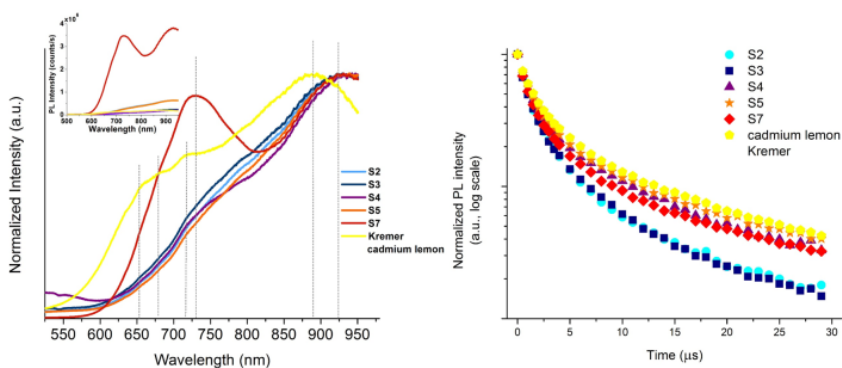 4 x 10⁶
3
2
1
0
PL Intensity (counts/s)
500 600 700 800 900
Wavelength (nm)
Normalized Intensity (a.u.)
S2
S3
S4
S5
S7
Kremer
cadmium lemon
550 600 650 700 750 800 850 900 950
Wavelength (nm)
Normalized PL intensity
(a.u., log scale)
S2
S3
S4
S5
S7
cadmium lemon
Kremer
0 5 10 15 20 25 30
Time (µs)